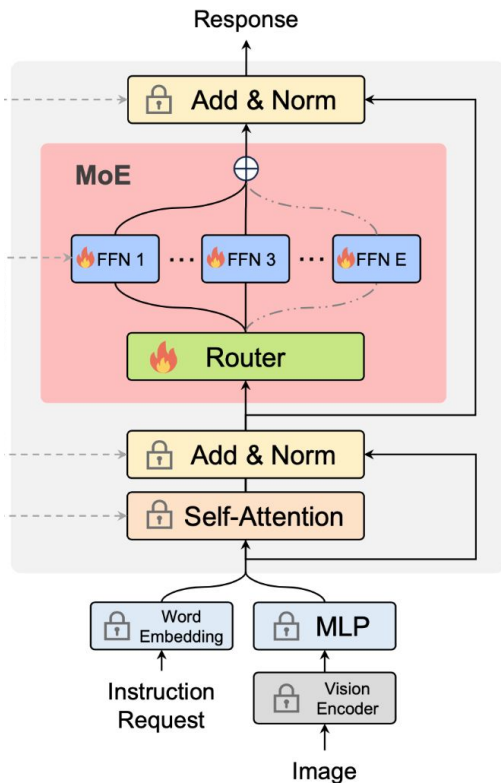 Response
Add & Norm
MoE
FFN 1 ... FFN 3 ... FFN E
Router
Add & Norm
Self-Attention
Word
Embedding
MLP
Instruction
Request
Vision
Encoder
Image